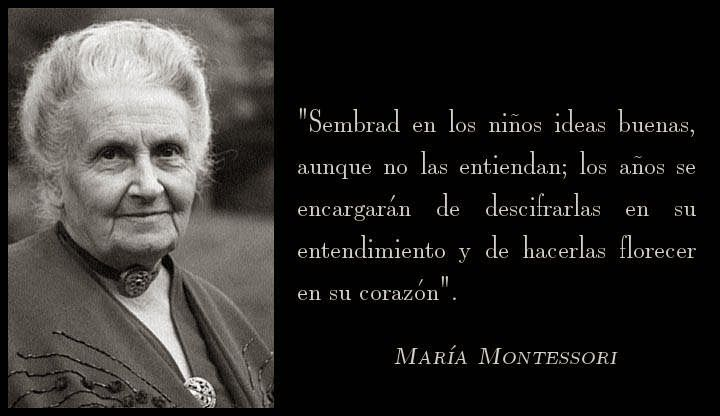 "Sembrad en los niños ideas buenas,
aunque no las entiendan; los años se
encargarán de descifrarlas en su
entendimiento y de hacerlas florecer
en su corazón".
María Montessori